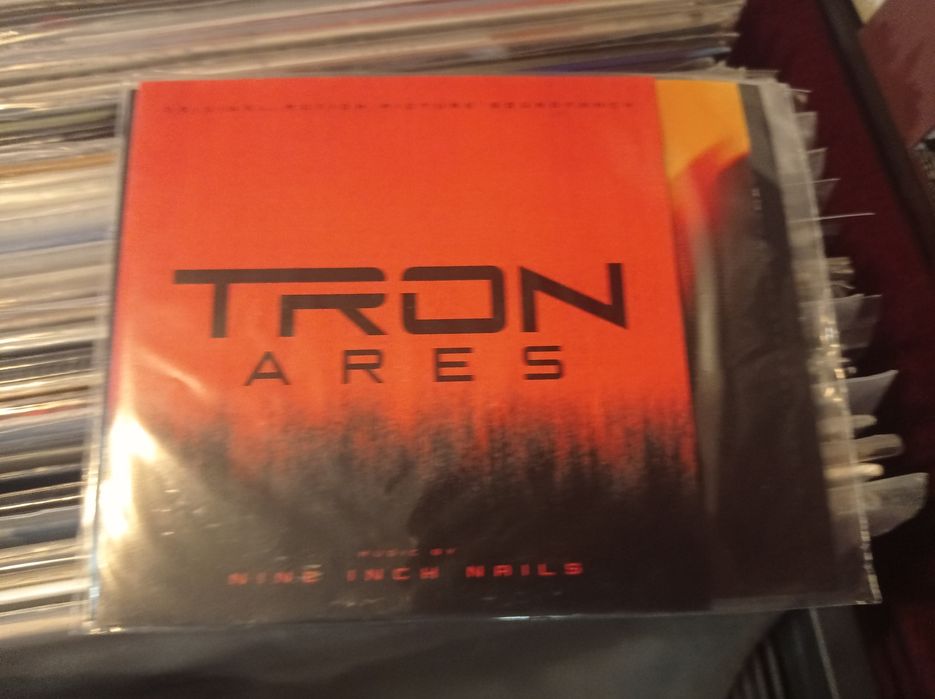 ORIGINAL MOTION PICTURE SOUNDTRACK
TRON
ARES
MUSIC BY
NINE INCH NAILS